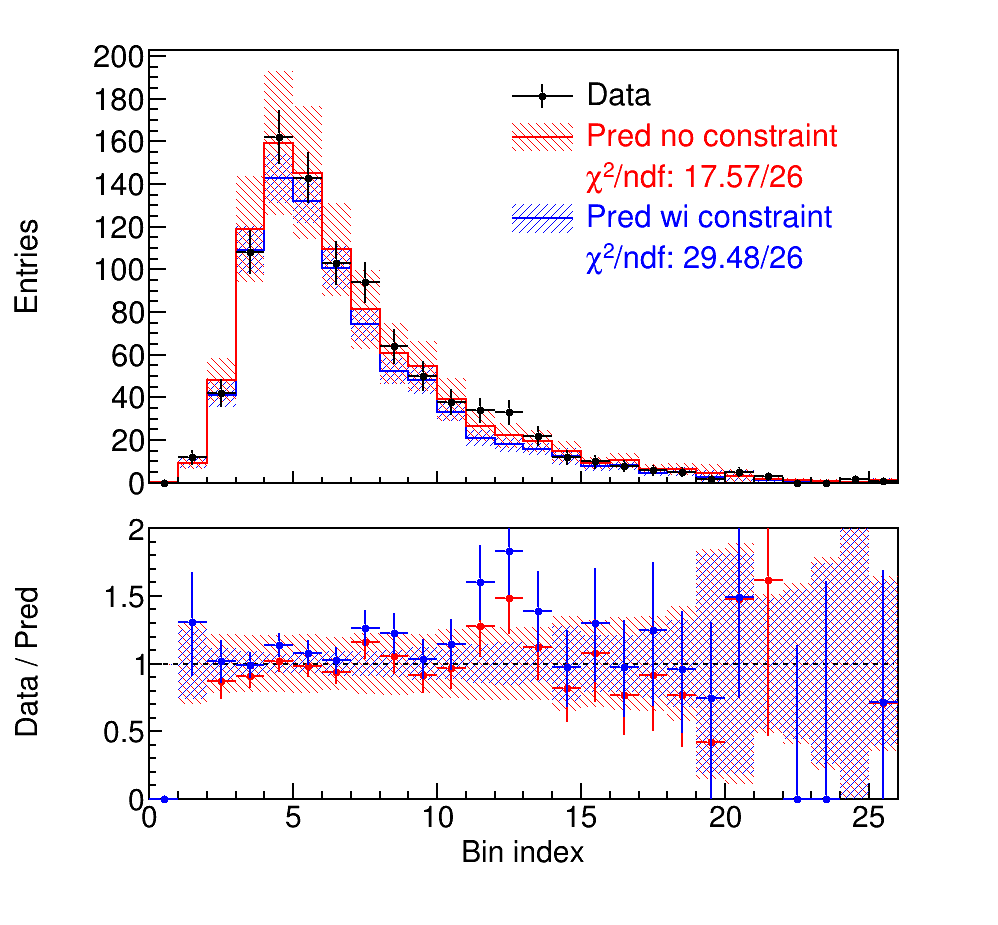 Entries
200
180
160
140
120
100
80
60
40
20
0
Data
Pred no constraint
χ²/ndf: 17.57/26
Pred wi constraint
χ²/ndf: 29.48/26
Data / Pred
2
1.5
1
0.5
0
0 5 10 15 20 25
Bin index